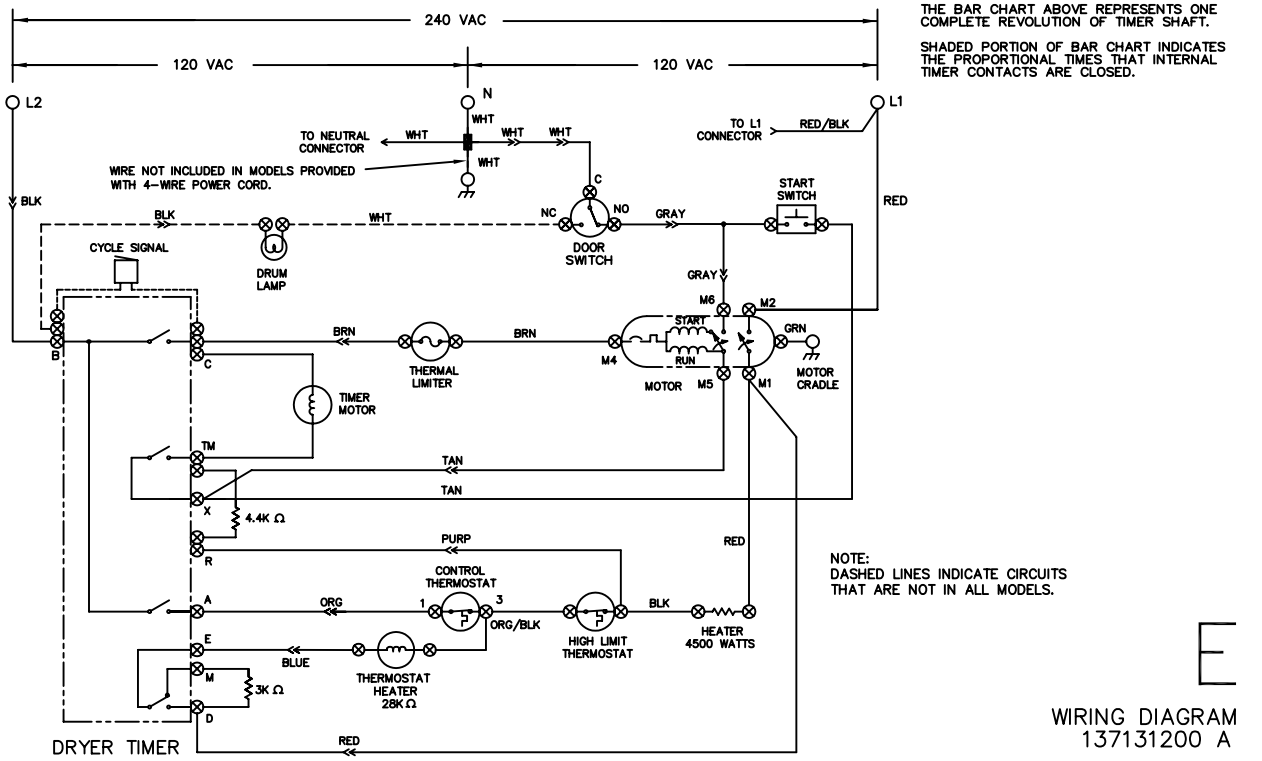 240 VAC
THE BAR CHART ABOVE REPRESENTS ONE
COMPLETE REVOLUTION OF TIMER SHAFT.
SHADED PORTION OF BAR CHART INDICATES
THE PROPORTIONAL TIMES THAT INTERNAL
TIMER CONTACTS ARE CLOSED.
120 VAC
120 VAC
L2
N
L1
WHT
TO NEUTRAL
CONNECTOR
WHT
WHT
WHT
TO L1
CONNECTOR
RED/BLK
WHT
WIRE NOT INCLUDED IN MODELS PROVIDED
WITH 4-WIRE POWER CORD.
C
START
SWITCH
BLK
RED
BLK
WHT
NC
NO
GRAY
CYCLE SIGNAL
DRUM
LAMP
DOOR
SWITCH
GRAY
M6
M2
START
BRN
BRN
GRN
B
C
M4
RUN
THERMAL
LIMITER
MOTOR
M5
M1
MOTOR
CRADLE
TIMER
MOTOR
TM
TAN
TAN
X
4.4K Ω
R
PURP
RED
NOTE:
DASHED LINES INDICATE CIRCUITS
THAT ARE NOT IN ALL MODELS.
CONTROL
THERMOSTAT
A
ORG
1
3
ORG/BLK
BLK
HIGH LIMIT
THERMOSTAT
HEATER
4500 WATTS
E
BLUE
M
THERMOSTAT
HEATER
28K Ω
3K Ω
D
RED
DRYER TIMER
E
WIRING DIAGRAM
137131200 A